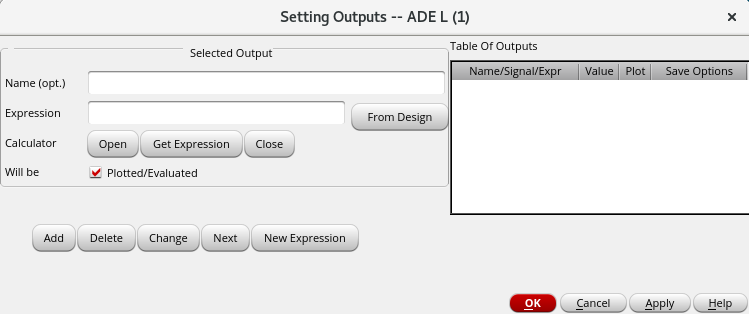 Setting Outputs -- ADE L (1)
Selected Output
Name (opt.)
Expression
From Design
Calculator
Open
Get Expression
Close
Will be
Plotted/Evaluated
Add
Delete
Change
Next
New Expression
Table Of Outputs
Name/Signal/Expr
Value
Plot
Save Options
OK
Cancel
Apply
Help